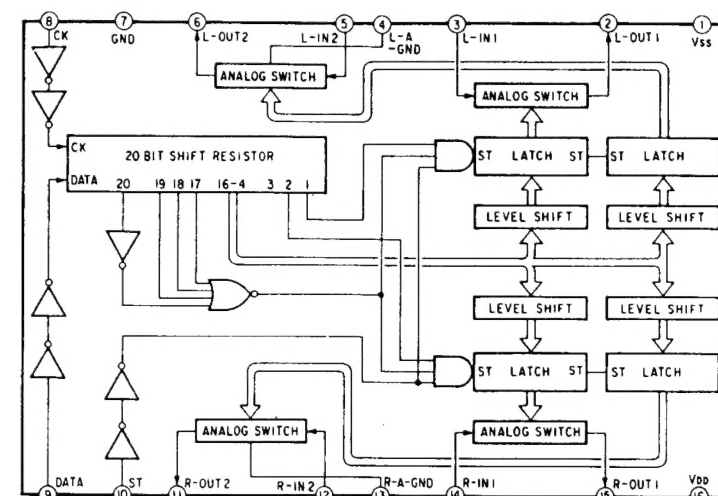 8 7 6 5 4 3 2 1
CK GND L-OUT2 L-IN2 L-A L-IN1 L-OUT1 VSS
-GND
ANALOG SWITCH
ANALOG SWITCH
CK
20 BIT SHIFT RESISTOR
ST LATCH ST LATCH
DATA 20 19 18 17 16-4 3 2 1
LEVEL SHIFT LEVEL SHIFT
LEVEL SHIFT LEVEL SHIFT
ST LATCH ST LATCH
ANALOG SWITCH
ANALOG SWITCH
DATA ST R-OUT2 R-IN2 R-A-GND R-IN1 R-OUT1 VDD
9 10 11 12 13 14 15 16